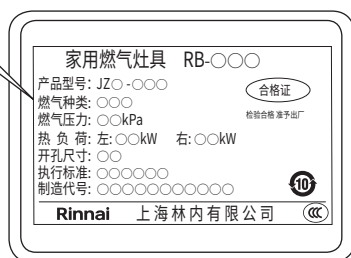 家用燃气灶具 RB-○○○
产品型号: JZ○-○○○
燃气种类: ○○○
燃气压力: ○○kPa
热 负 荷: 左: ○○kW 右: ○○kW
开孔尺寸: ○○
执行标准: ○○○○○○
制造代号: ○○○○○○○○○○○
合格证
检验合格 准予出厂
10
Rinnai 上海林内有限公司
CCC